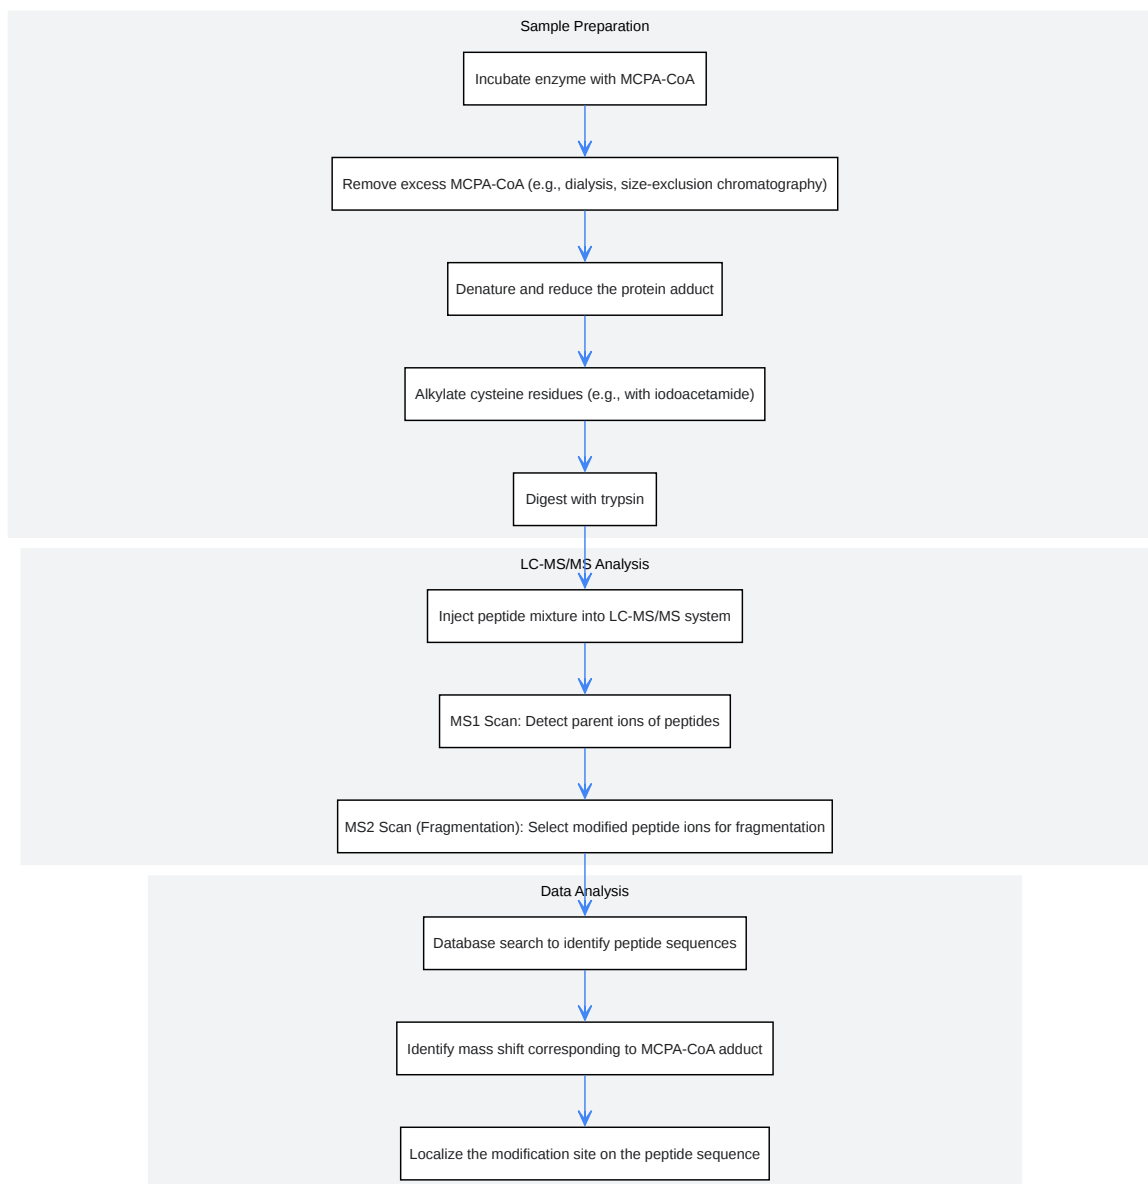 Sample Preparation
Incubate enzyme with MCPA-CoA
Remove excess MCPA-CoA (e.g., dialysis, size-exclusion chromatography)
Denature and reduce the protein adduct
Alkylate cysteine residues (e.g., with iodoacetamide)
Digest with trypsin
LC-MS/MS Analysis
Inject peptide mixture into LC-MS/MS system
MS1 Scan: Detect parent ions of peptides
MS2 Scan (Fragmentation): Select modified peptide ions for fragmentation
Data Analysis
Database search to identify peptide sequences
Identify mass shift corresponding to MCPA-CoA adduct
Localize the modification site on the peptide sequence